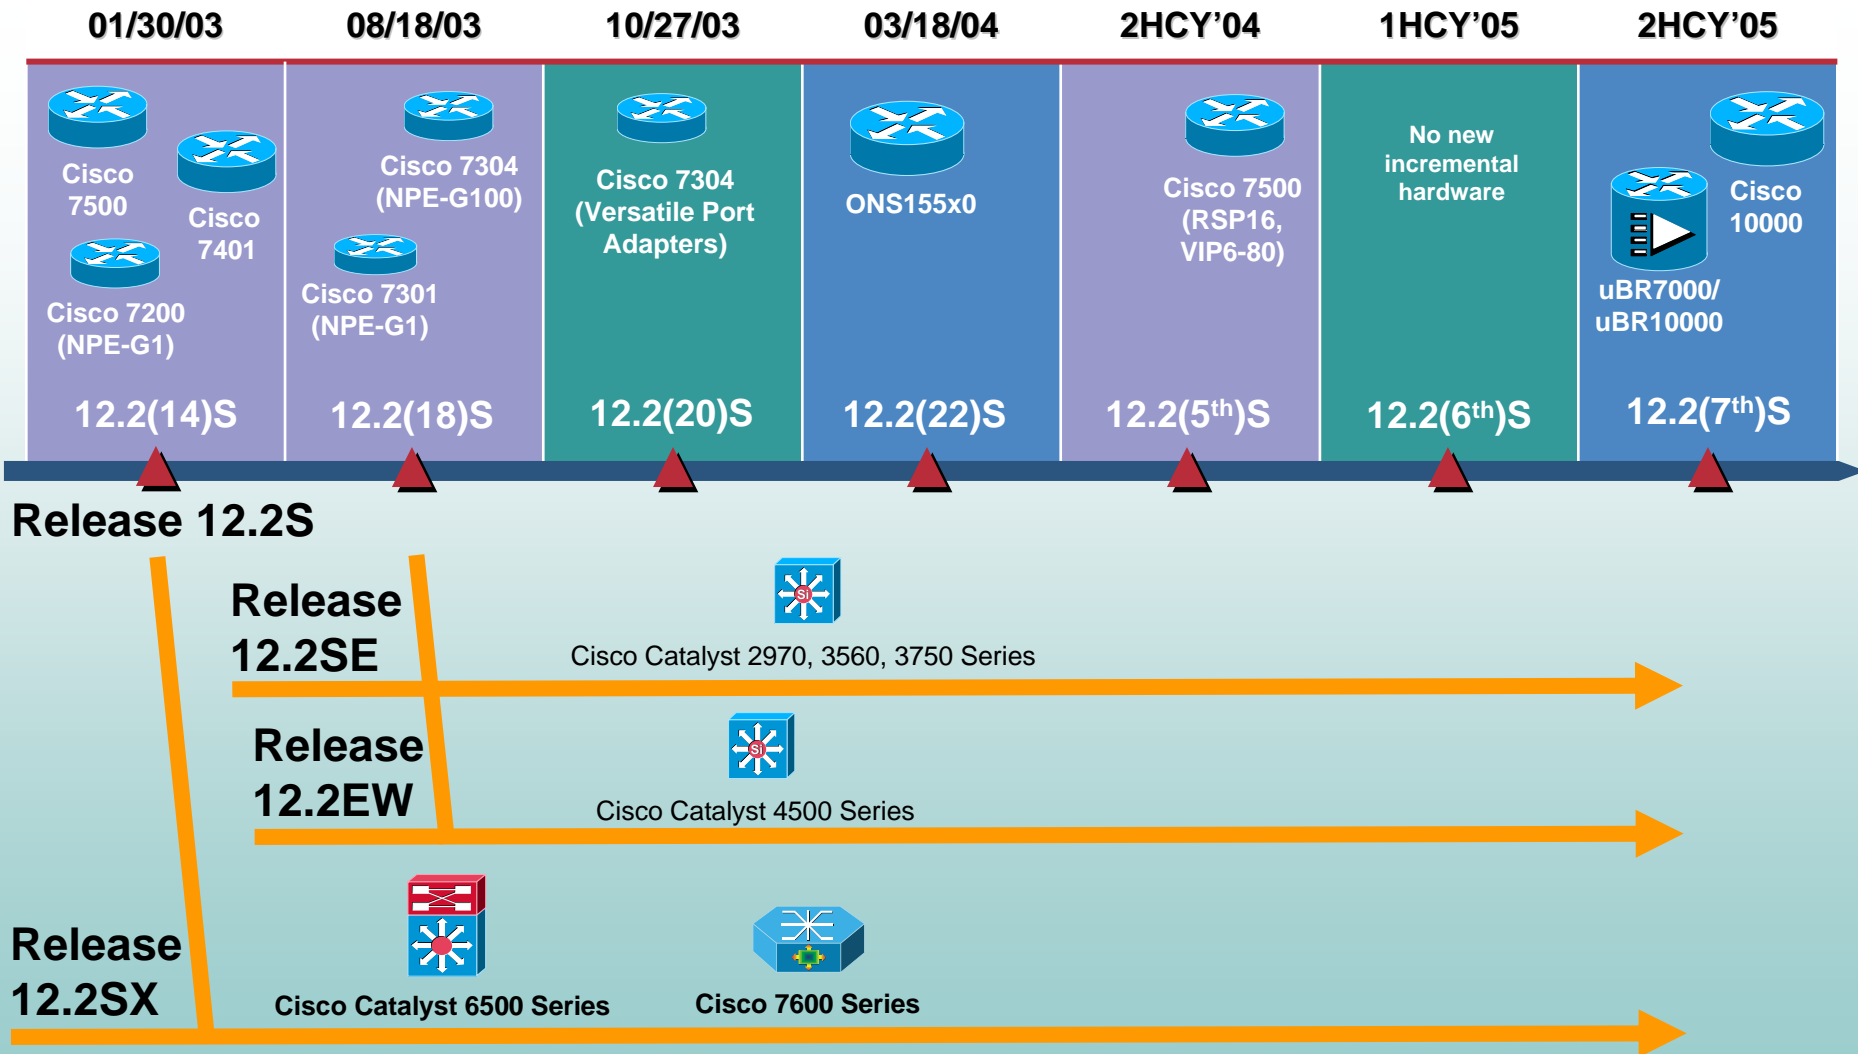 01/30/03
08/18/03
10/27/03
03/18/04
2HCY’04
1HCY’05
2HCY’05
Cisco
7500
Cisco
7401
Cisco 7200
(NPE-G1)
12.2(14)S
Cisco 7304
(NPE-G100)
Cisco 7301
(NPE-G1)
12.2(18)S
Cisco 7304
(Versatile Port
Adapters)
12.2(20)S
ONS155x0
12.2(22)S
Cisco 7500
(RSP16,
VIP6-80)
12.2(5th)S
No new
incremental
hardware
12.2(6th)S
Cisco
10000
uBR7000/
uBR10000
12.2(7th)S
Release 12.2S
Release
12.2SE
Si
Cisco Catalyst 2970, 3560, 3750 Series
Release
12.2EW
Si
Cisco Catalyst 4500 Series
Release
12.2SX
Cisco Catalyst 6500 Series
Cisco 7600 Series